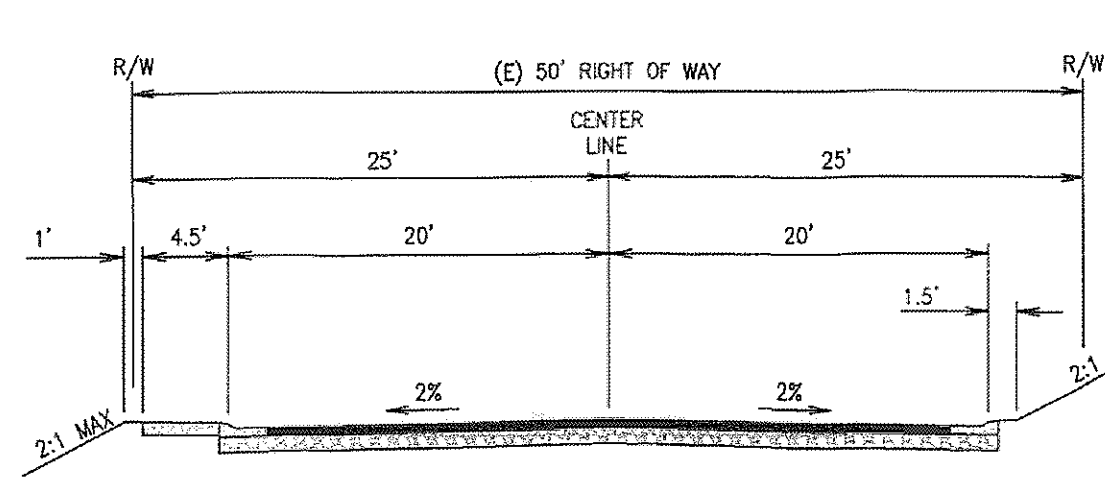 R/W
(E) 50' RIGHT OF WAY
R/W
CENTER
LINE
25'
25'
1'
4.5'
20'
20'
1.5'
2%
2%
2:1 MAX
2:1